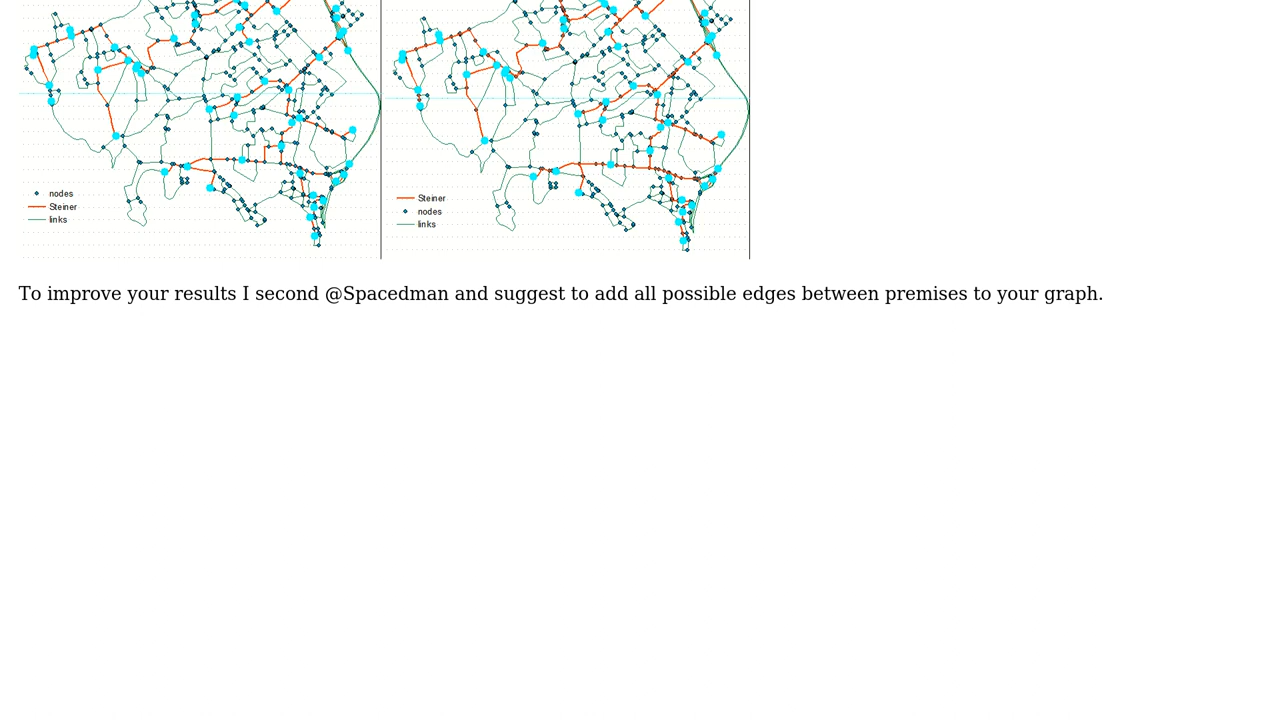 nodes
Steiner
links
Steiner
nodes
links
To improve your results I second @Spacedman and suggest to add all possible edges between premises to your graph.